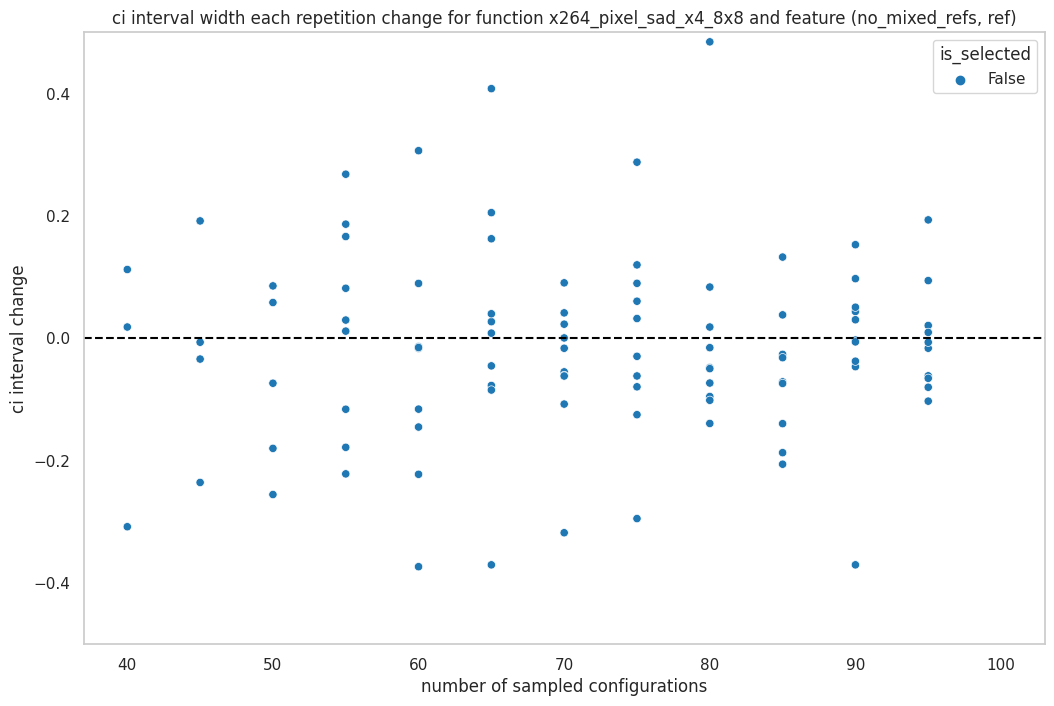 ci interval width each repetition change for function x264_pixel_sad_x4_8x8 and feature (no_mixed_refs, ref)
is_selected
False
ci interval change
0.4
0.2
0.0
−0.2
−0.4
40 50 60 70 80 90 100
number of sampled configurations